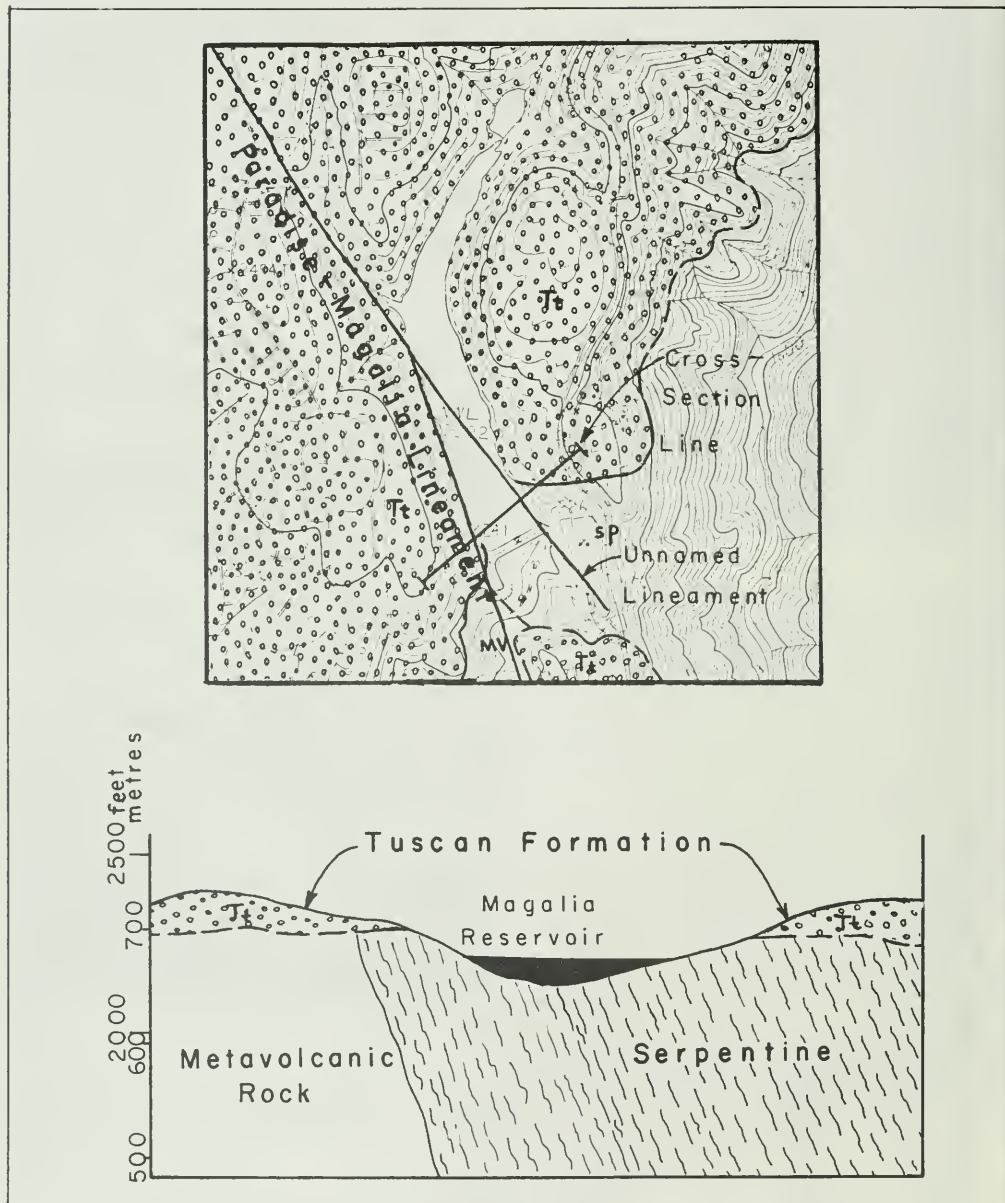 Paradise + Magalia Lineament
Tt
Cross-
Section
Line
Tt
sp
Unnamed
Lineament
MV
Tt
2500 feet
metres
Tuscan Formation
Magalia
Reservoir
Tt
Tt
700
2000
600
Metavolcanic
Rock
Serpentine
500